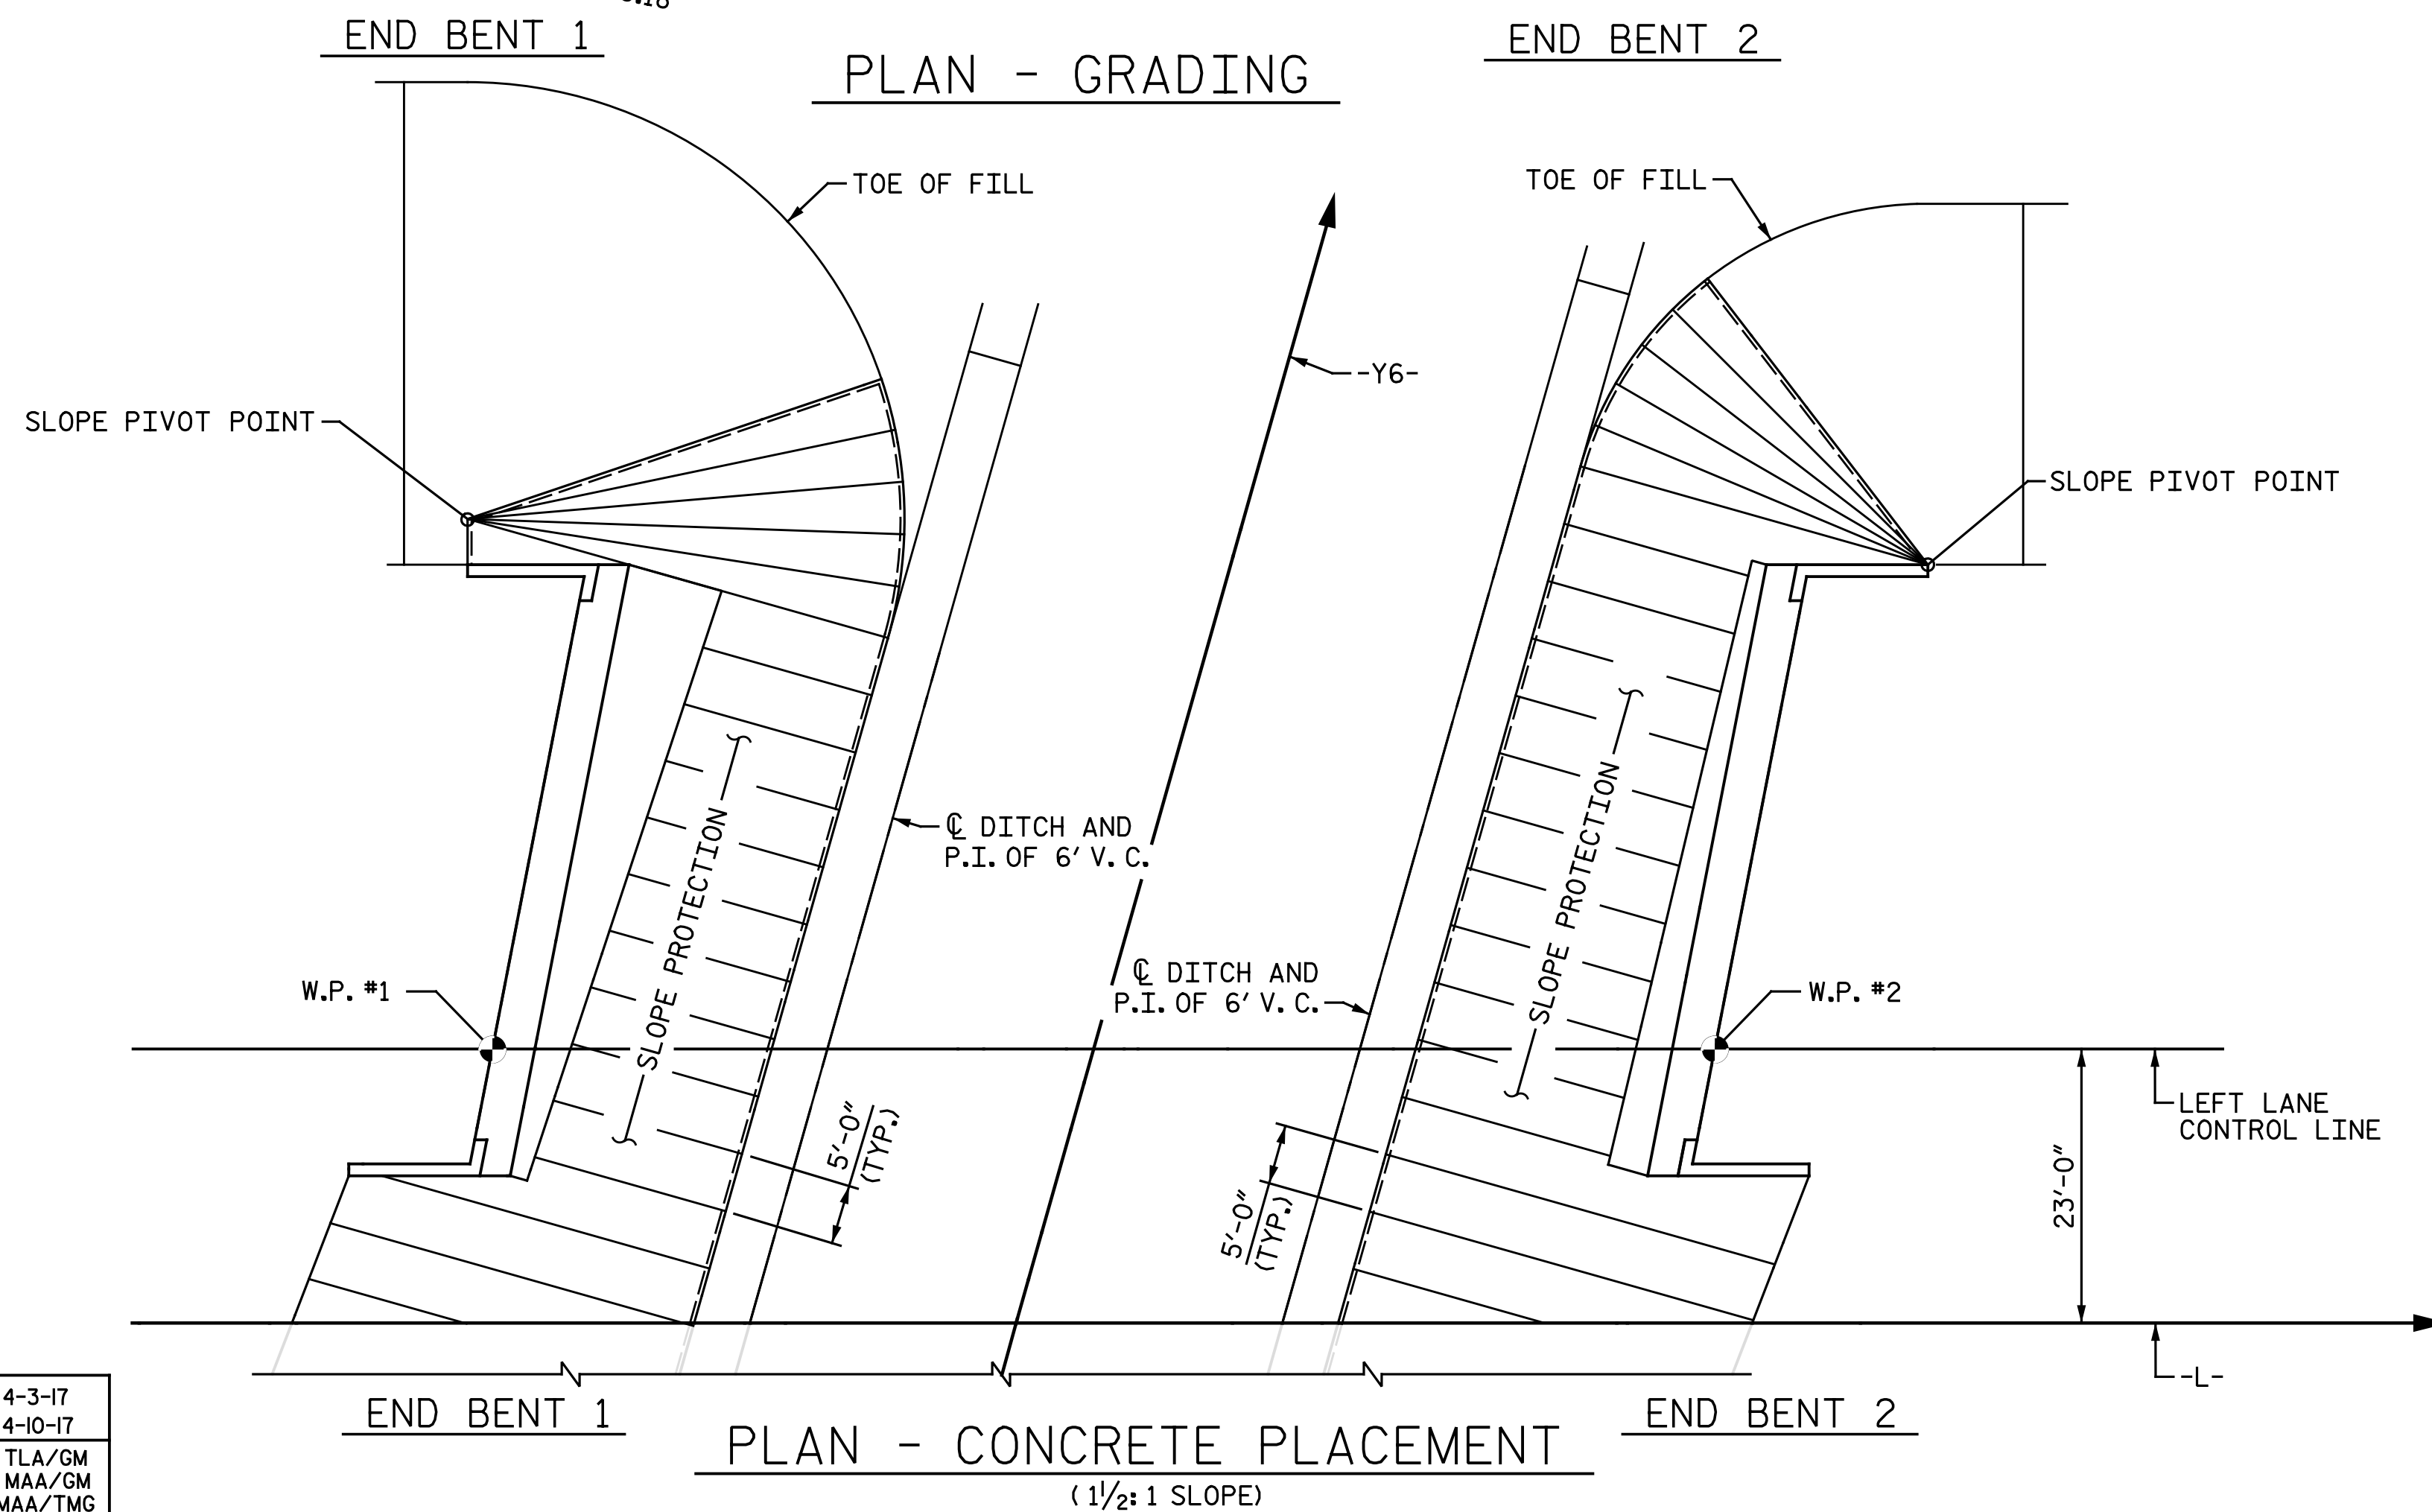 END BENT 1
END BENT 2
PLAN - GRADING
TOE OF FILL
TOE OF FILL
-Y6-
SLOPE PIVOT POINT
SLOPE PIVOT POINT
SLOPE PROTECTION
SLOPE PROTECTION
℄ DITCH AND
P.I. OF 6' V.C.
℄ DITCH AND
P.I. OF 6' V.C.
W.P. #1
W.P. #2
LEFT LANE
CONTROL LINE
5'-0"
(TYP.)
5'-0"
(TYP.)
23'-0"
-L-
4-3-17
4-10-17
TLA/GM
MAA/GM
MAA/TMG
END BENT 1
END BENT 2
PLAN - CONCRETE PLACEMENT
(1½:1 SLOPE)